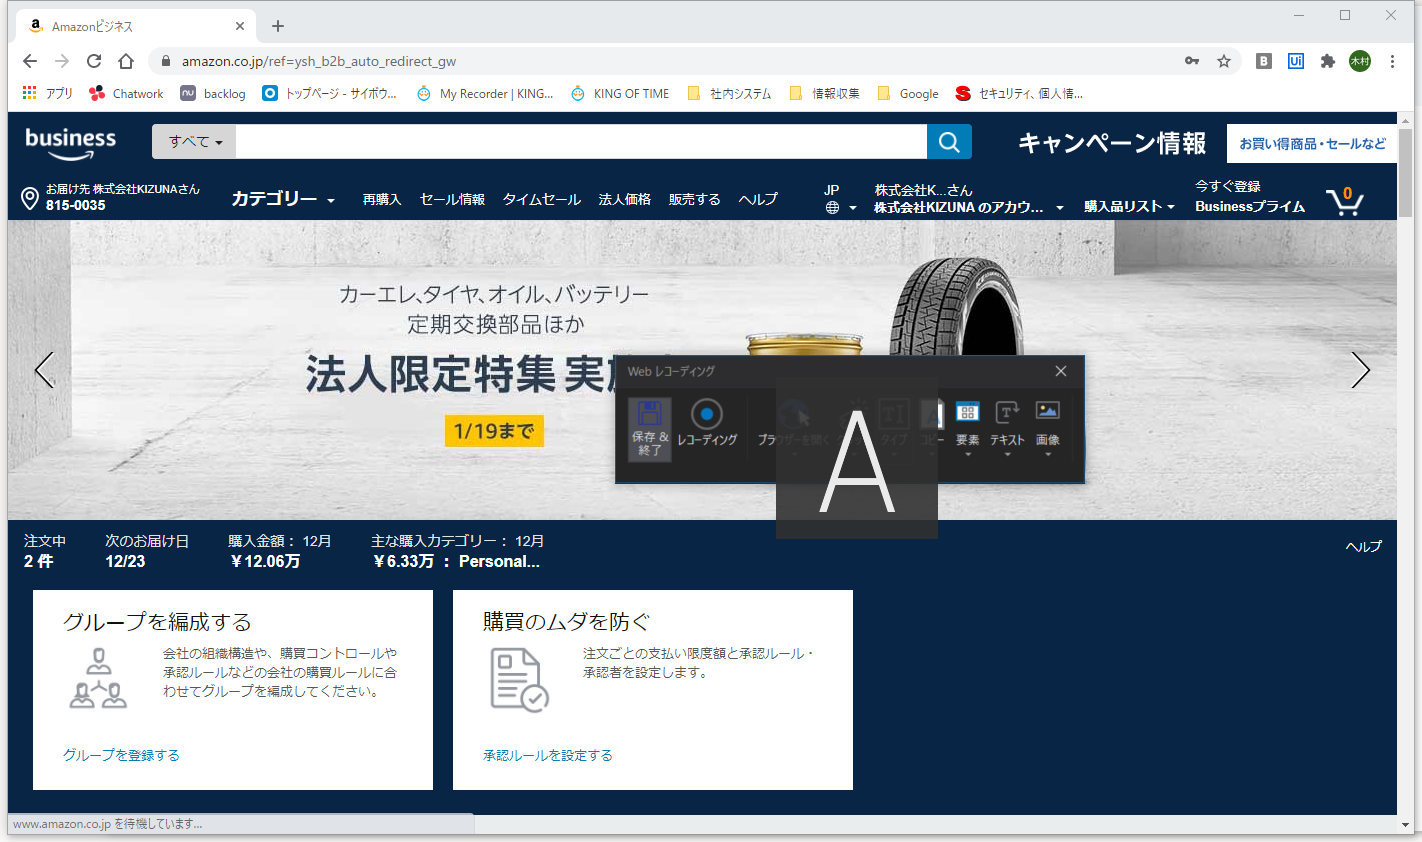 Amazonビジネス
amazon.co.jp/ref=ysh_b2b_auto_redirect_gw
B
Ui
木村
アプリ
Chatwork
nu
backlog
トップページ - サイボウ...
My Recorder | KING...
KING OF TIME
社内システム
情報収集
Google
セキュリティ、個人情...
business
すべて
キャンペーン情報
お買い得商品・セールなど
お届け先 株式会社KIZUNAさん
815-0035
カテゴリー
再購入
セール情報
タイムセール
法人価格
販売する
ヘルプ
JP
株式会社K...さん
株式会社KIZUNA のアカウ...
購入品リスト
今すぐ登録
Businessプライム
0
カーエレ、タイヤ、オイル、バッテリー
定期交換部品ほか
法人限定特集 実
1/19まで
Web レコーディング
保存 &
終了
レコーディング
ブラウザーを開く
タイプ
コピー
要素
テキスト
画像
A
注文中
2 件
次のお届け日
12/23
購入金額： 12月
￥12.06万
主な購入カテゴリー： 12月
￥6.33万 ： Personal...
ヘルプ
グループを編成する
会社の組織構造や、購買コントロールや
承認ルールなどの会社の購買ルールに合
わせてグループを編成してください。
グループを登録する
購買のムダを防ぐ
注文ごとの支払い限度額と承認ルール・
承認者を設定します。
承認ルールを設定する
www.amazon.co.jp を待機しています...